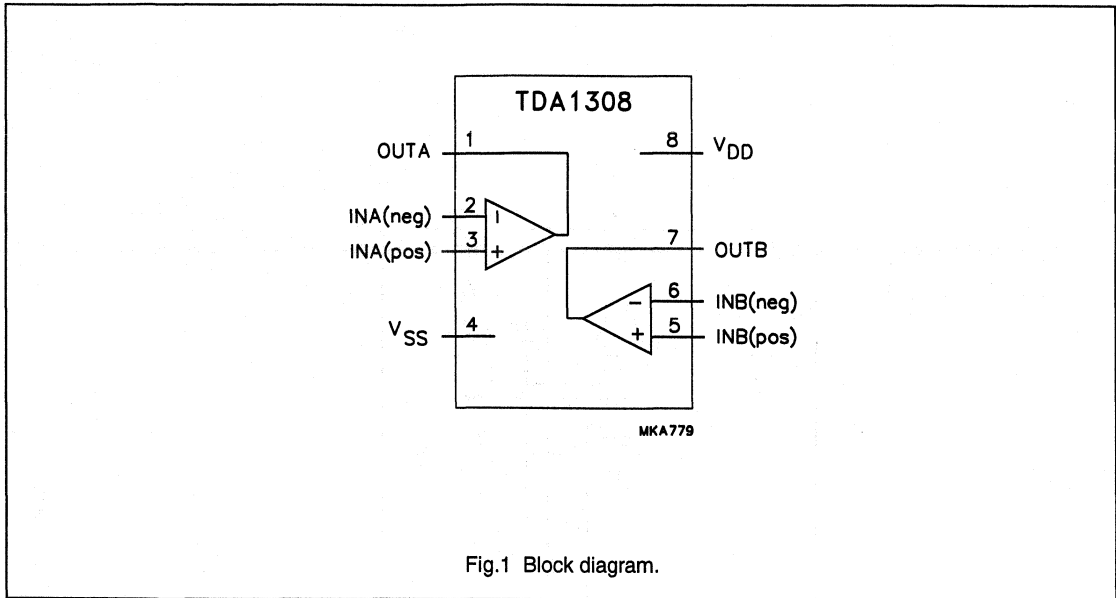 TDA1308
OUTA 1
8 VDD
INA(neg) 2
INA(pos) 3 +
7 OUTB
− 6 INB(neg)
+ 5 INB(pos)
VSS 4
MKA779
Fig.1 Block diagram.